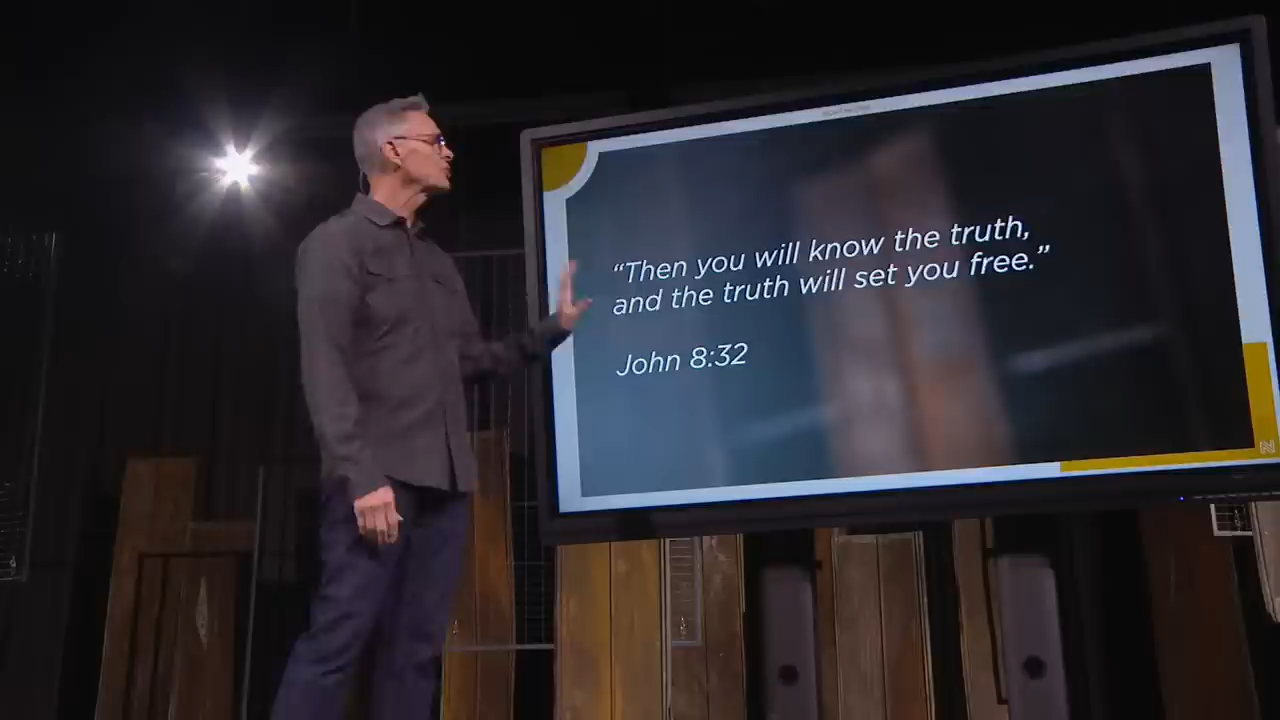 “Then you will know the truth,
and the truth will set you free.”
John 8:32
N